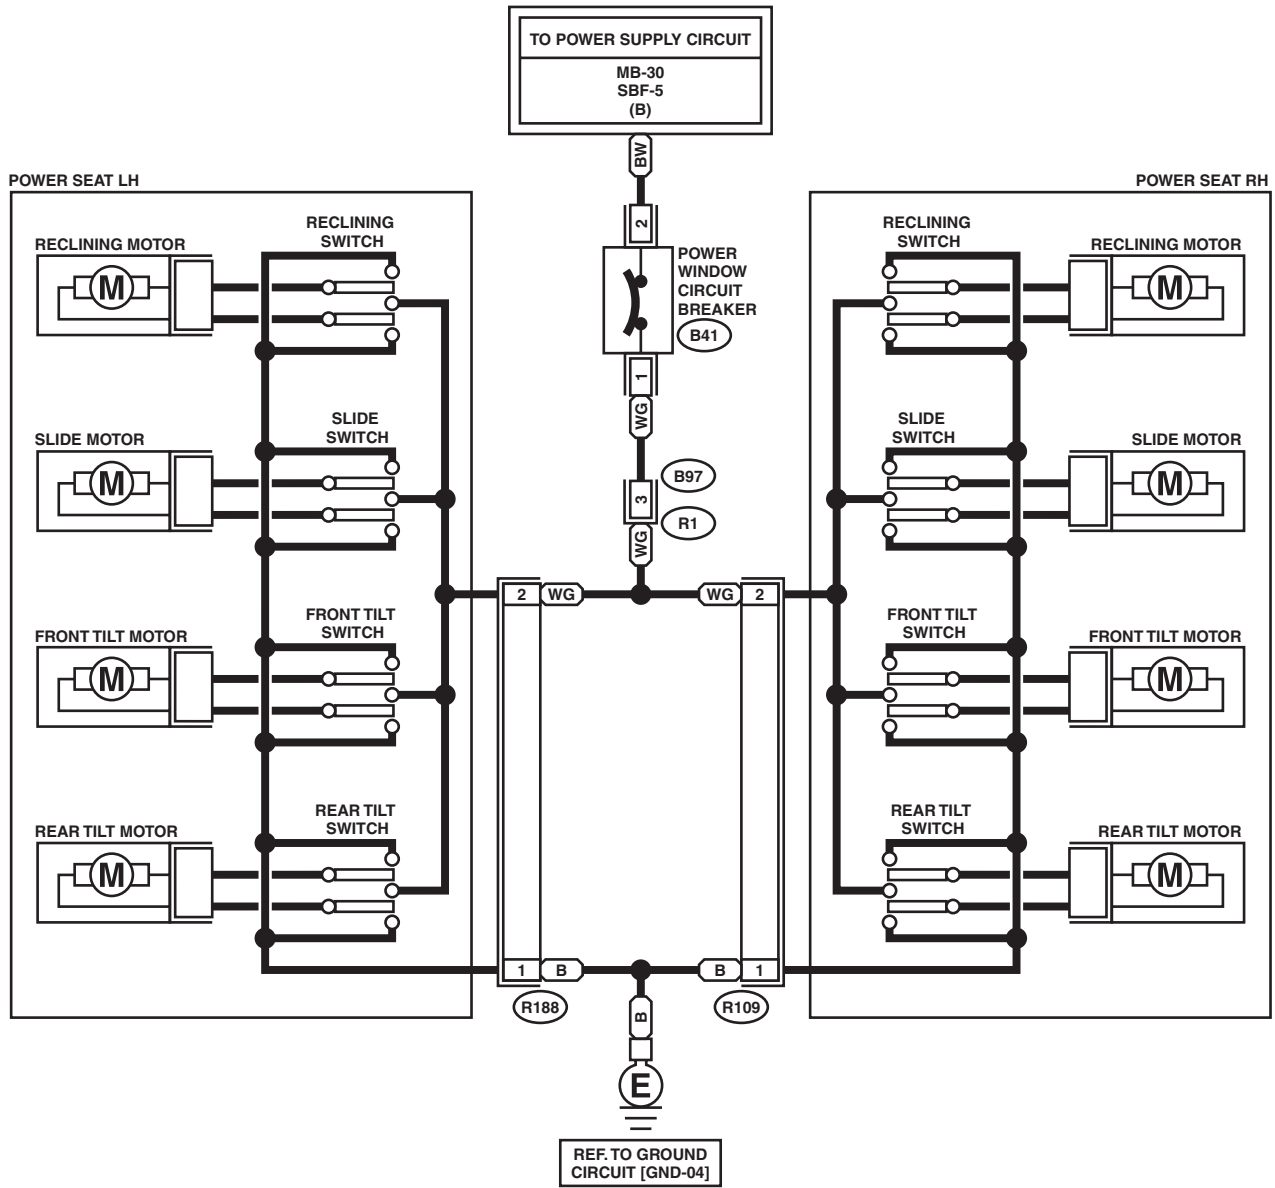 TO POWER SUPPLY CIRCUIT
MB-30
SBF-5
(B)
BW
2
POWER
WINDOW
CIRCUIT
BREAKER
B41
1
WG
B97
3
R1
WG
POWER SEAT LH
RECLINING MOTOR
M
RECLINING
SWITCH
SLIDE MOTOR
M
SLIDE
SWITCH
FRONT TILT MOTOR
M
FRONT TILT
SWITCH
REAR TILT MOTOR
M
REAR TILT
SWITCH
2 WG
WG 2
1 B
B 1
R188
R109
B
E
REF. TO GROUND
CIRCUIT [GND-04]
POWER SEAT RH
RECLINING
SWITCH
RECLINING MOTOR
M
SLIDE
SWITCH
SLIDE MOTOR
M
FRONT TILT
SWITCH
FRONT TILT MOTOR
M
REAR TILT
SWITCH
REAR TILT MOTOR
M